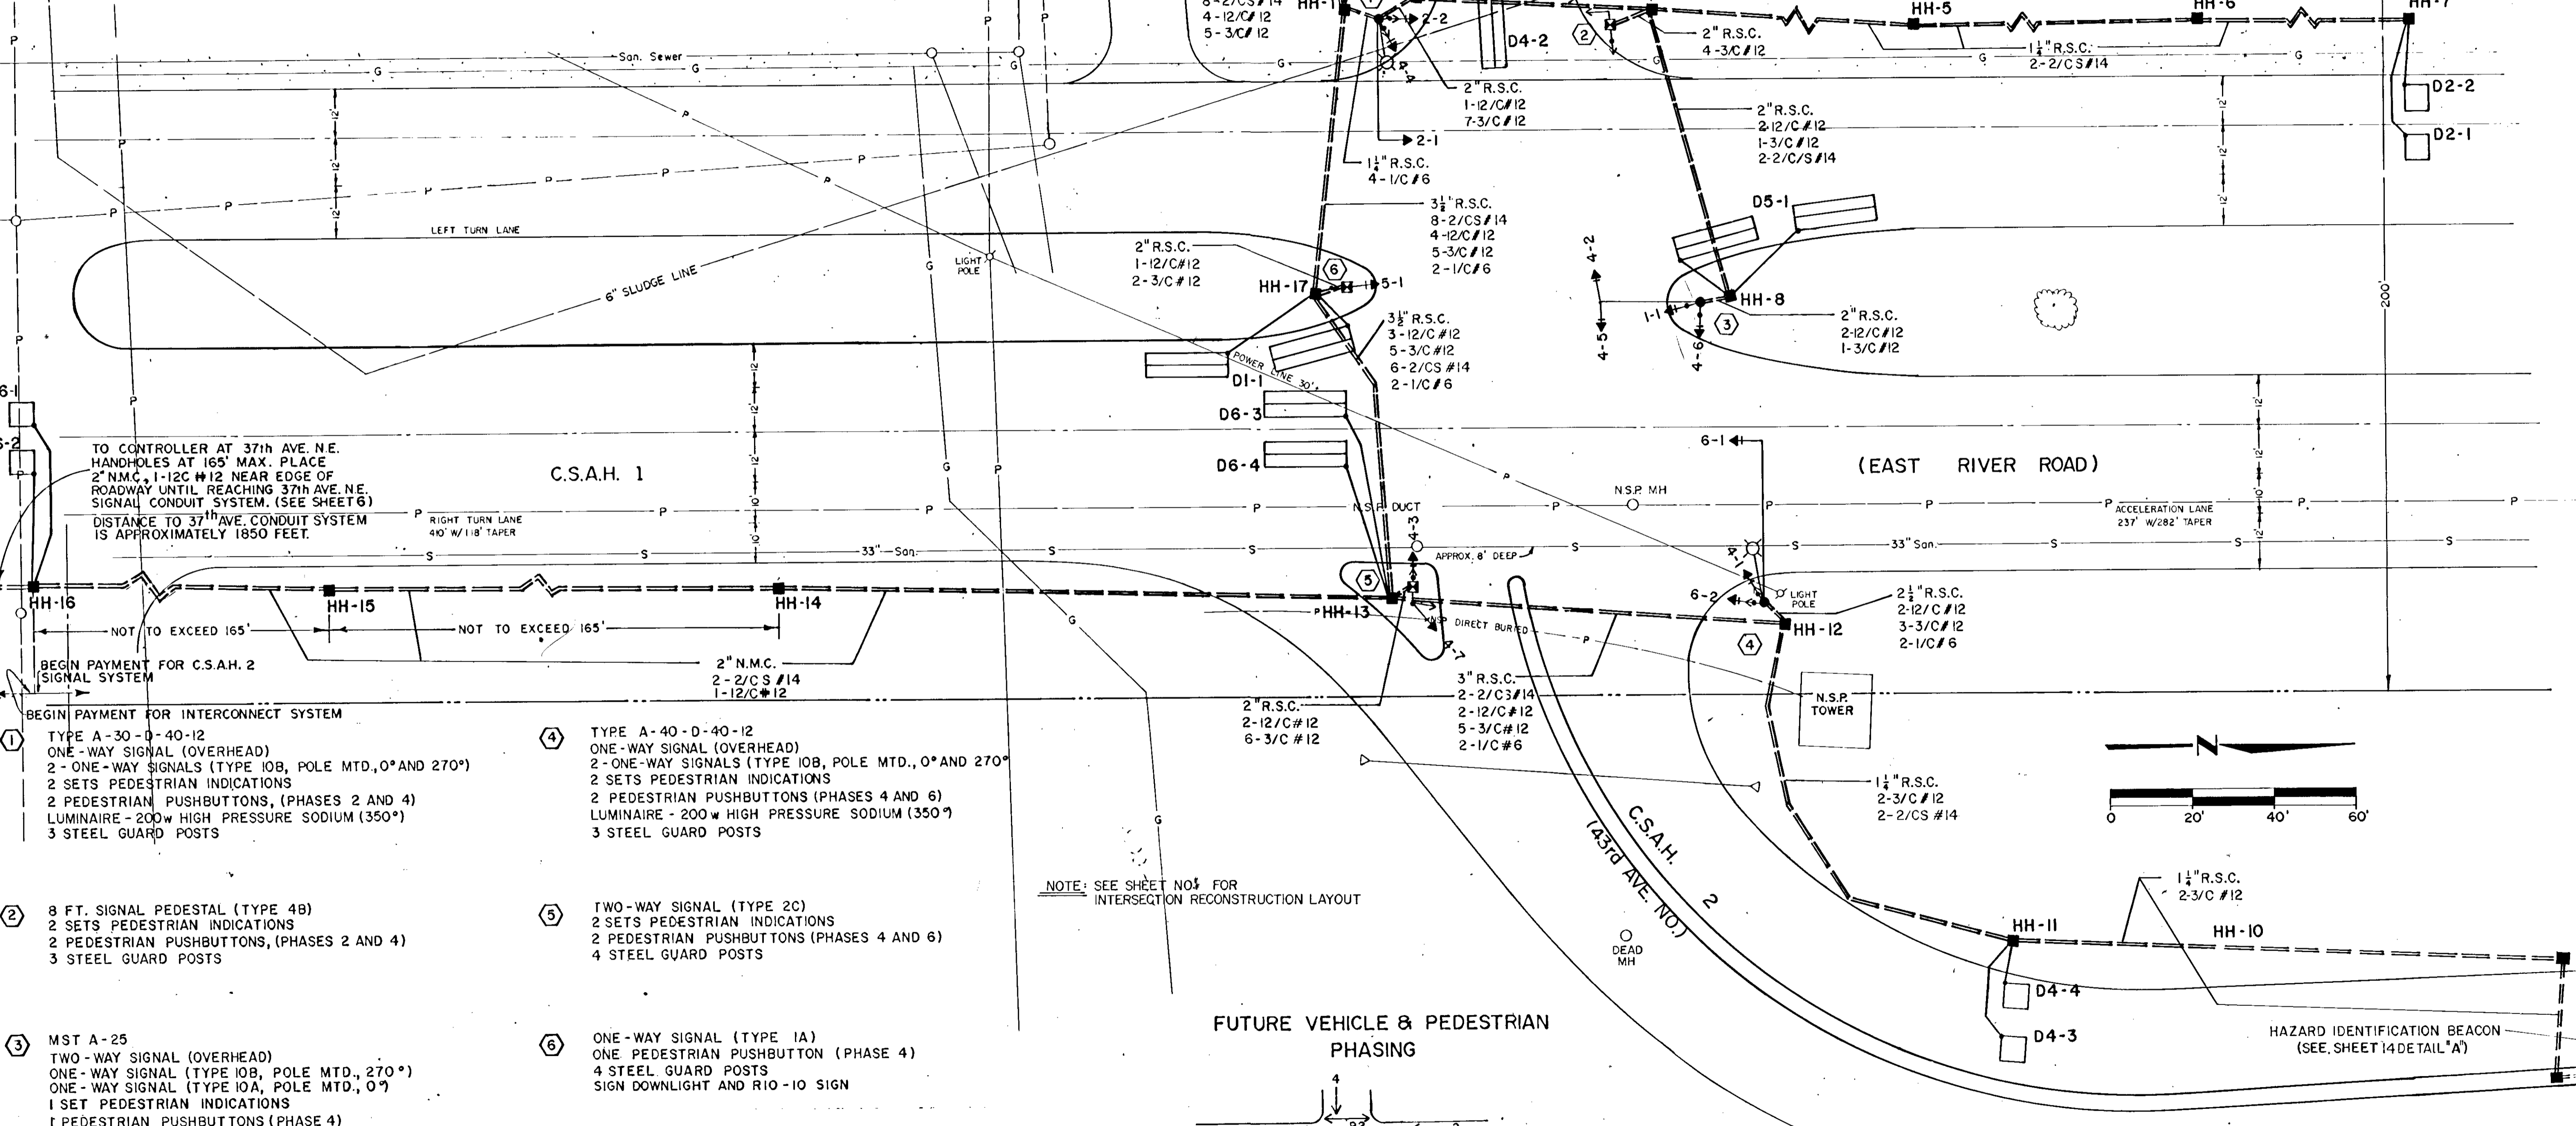 8-2/CS#14
4-12/C#12
5-3/C#12
HH-1
2-2
4-4
D4-2
2
2" R.S.C.
4-3/C#12
HH-5
HH-6
HH-7
1¼" R.S.C.
2-2/CS#14
D2-2
D2-1
San. Sewer
2" R.S.C.
1-12/C#12
7-3/C#12
2-1
1¼" R.S.C.
4-1/C#6
2" R.S.C.
2-12/C#12
1-3/C#12
2-2/C/S#14
3½" R.S.C.
8-2/CS#14
4-12/C#12
5-3/C#12
2-1/C#6
LEFT TURN LANE
6" SLUDGE LINE
LIGHT POLE
2" R.S.C.
1-12/C#12
2-3/C#12
6
HH-17
5-1
D5-1
4-2
4-5
1-1
4-6
HH-8
3
2" R.S.C.
2-12/C#12
1-3/C#12
200'
3½" R.S.C.
3-12/C#12
5-3/C#12
6-2/CS #14
2-1/C#6
POWER LINE 30'±
D1-1
D6-3
D6-4
6-1
TO CONTROLLER AT 37th AVE. N.E.
HANDHOLES AT 165' MAX. PLACE
2" N.M.C., 1-12C #12 NEAR EDGE OF
ROADWAY UNTIL REACHING 37th AVE. N.E.
SIGNAL CONDUIT SYSTEM. (SEE SHEET 6)
DISTANCE TO 37th AVE. CONDUIT SYSTEM
IS APPROXIMATELY 1850 FEET.
C.S.A.H. 1
6-1
(EAST RIVER ROAD)
RIGHT TURN LANE
410' W/118' TAPER
N.S.P. DUCT
N.S.P. MH
ACCELERATION LANE
237' W/282' TAPER
33" San.
APPROX. 8' DEEP
33" San.
4-3
4-1
5
HH-16
HH-15
HH-14
HH-13
6-2
LIGHT POLE
HH-12
4
4-7
NSP DIRECT BURIED
2½" R.S.C.
2-12/C#12
3-3/C#12
2-1/C#6
NOT TO EXCEED 165'
NOT TO EXCEED 165'
BEGIN PAYMENT FOR C.S.A.H. 2
SIGNAL SYSTEM
BEGIN PAYMENT FOR INTERCONNECT SYSTEM
2" N.M.C.
2-2/CS #14
1-12/C#12
2" R.S.C.
2-12/C#12
6-3/C #12
3" R.S.C.
2-2/CS#14
2-12/C#12
5-3/C#12
2-1/C#6
N.S.P.
TOWER
N
0 20' 40' 60'
1¼" R.S.C.
2-3/C#12
2-2/CS #14
1
TYPE A-30-D-40-12
ONE-WAY SIGNAL (OVERHEAD)
2-ONE-WAY SIGNALS (TYPE 10B, POLE MTD., 0° AND 270°)
2 SETS PEDESTRIAN INDICATIONS
2 PEDESTRIAN PUSHBUTTONS, (PHASES 2 AND 4)
LUMINAIRE-200w HIGH PRESSURE SODIUM (350°)
3 STEEL GUARD POSTS
4
TYPE A-40-D-40-12
ONE-WAY SIGNAL (OVERHEAD)
2-ONE-WAY SIGNALS (TYPE 10B, POLE MTD., 0° AND 270°
2 SETS PEDESTRIAN INDICATIONS
2 PEDESTRIAN PUSHBUTTONS (PHASES 4 AND 6)
LUMINAIRE-200w HIGH PRESSURE SODIUM (350°)
3 STEEL GUARD POSTS
C.S.A.H. 2
(43rd AVE. NO.)
NOTE: SEE SHEET NO. FOR
INTERSECTION RECONSTRUCTION LAYOUT
DEAD
MH
1¼" R.S.C.
2-3/C #12
HH-11
HH-10
D4-4
D4-3
HAZARD IDENTIFICATION BEACON
(SEE SHEET 14 DETAIL "A")
2
8 FT. SIGNAL PEDESTAL (TYPE 4B)
2 SETS PEDESTRIAN INDICATIONS
2 PEDESTRIAN PUSHBUTTONS, (PHASES 2 AND 4)
3 STEEL GUARD POSTS
5
TWO-WAY SIGNAL (TYPE 2C)
2 SETS PEDESTRIAN INDICATIONS
2 PEDESTRIAN PUSHBUTTONS (PHASES 4 AND 6)
4 STEEL GUARD POSTS
3
MST A-25
TWO-WAY SIGNAL (OVERHEAD)
ONE-WAY SIGNAL (TYPE 10B, POLE MTD., 270°)
ONE-WAY SIGNAL (TYPE 10A, POLE MTD., 0°)
1 SET PEDESTRIAN INDICATIONS
1 PEDESTRIAN PUSHBUTTONS (PHASE 4)
6
ONE-WAY SIGNAL (TYPE 1A)
ONE PEDESTRIAN PUSHBUTTON (PHASE 4)
4 STEEL GUARD POSTS
SIGN DOWNLIGHT AND R10-10 SIGN
FUTURE VEHICLE & PEDESTRIAN
PHASING
4